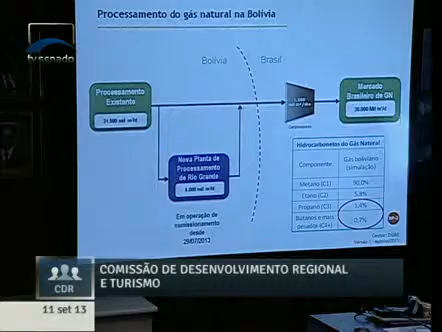 Processamento do gás natural na Bolívia
tv senado
Bolívia
Brasil
Processamento
Existente
31.500 mil m³/d
Mercado
Brasileiro de GN
30.000 Mil m³/d
Nova Planta de
Processamento
de Rio Grande
Em operação de
comissionamento
desde
29/07/2013
Hidrocarbonetos do Gás Natural
Componente
Gás boliviano
(simulação)
Metano (C1) 90,0%
Etano (C2) 5,8%
Propano (C3) 1,4%
Butanos e mais
pesados (C4+) 0,7%
COMISSÃO DE DESENVOLVIMENTO REGIONAL
E TURISMO
CDR
11 set 13